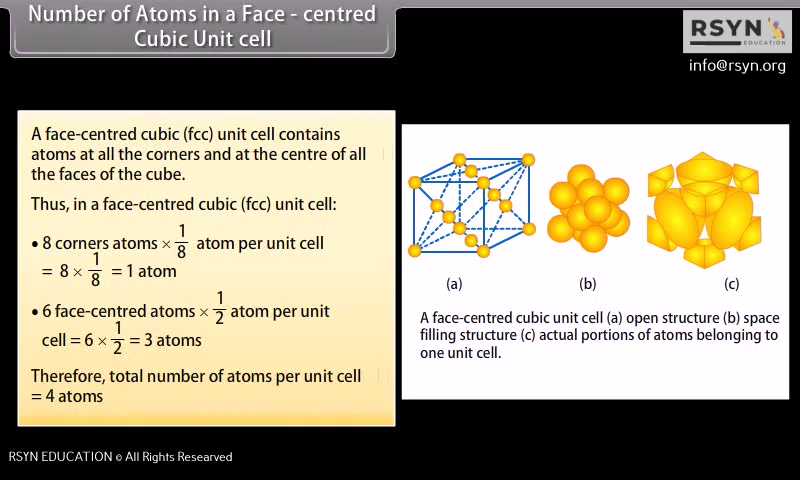 Number of Atoms in a Face - centred
Cubic Unit cell
RSYN
EDUCATION
info@rsyn.org
A face-centred cubic (fcc) unit cell contains
atoms at all the corners and at the centre of all
the faces of the cube.
Thus, in a face-centred cubic (fcc) unit cell:
• 8 corners atoms × 1/8 atom per unit cell
= 8 × 1/8 = 1 atom
• 6 face-centred atoms × 1/2 atom per unit
cell = 6 × 1/2 = 3 atoms
Therefore, total number of atoms per unit cell
= 4 atoms
(a) (b) (c)
A face-centred cubic unit cell (a) open structure (b) space
filling structure (c) actual portions of atoms belonging to
one unit cell.
RSYN EDUCATION © All Rights Researved